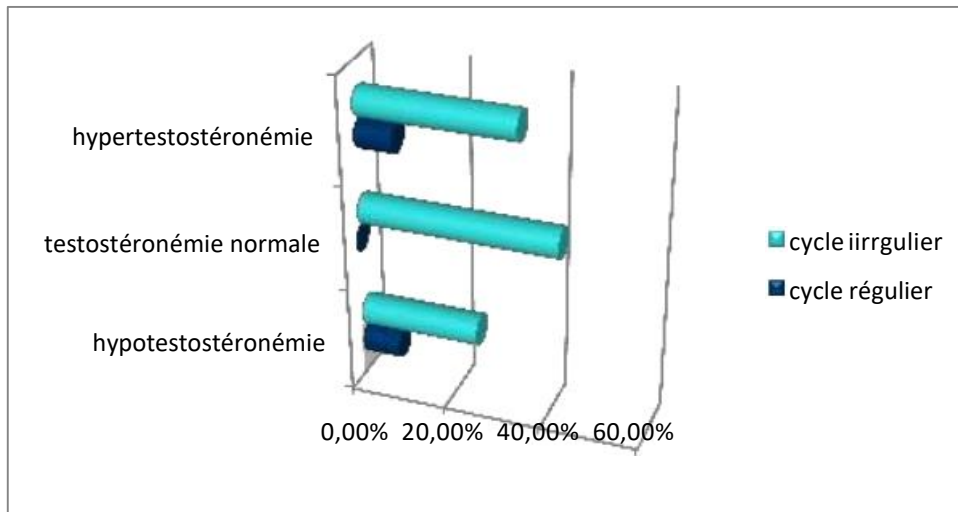 hypertestostéronémie
testostéronémie normale
hypotestostéronémie
0,00% 20,00% 40,00% 60,00%
cycle iirrgulier
cycle régulier